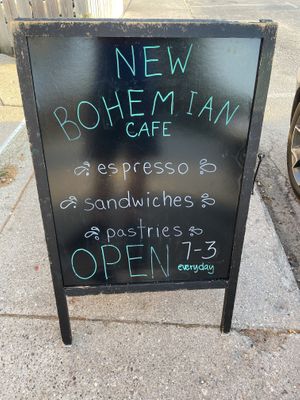 NEW
BOHEMIAN
CAFE
espresso
sandwiches
pastries
OPEN 7-3
everyday